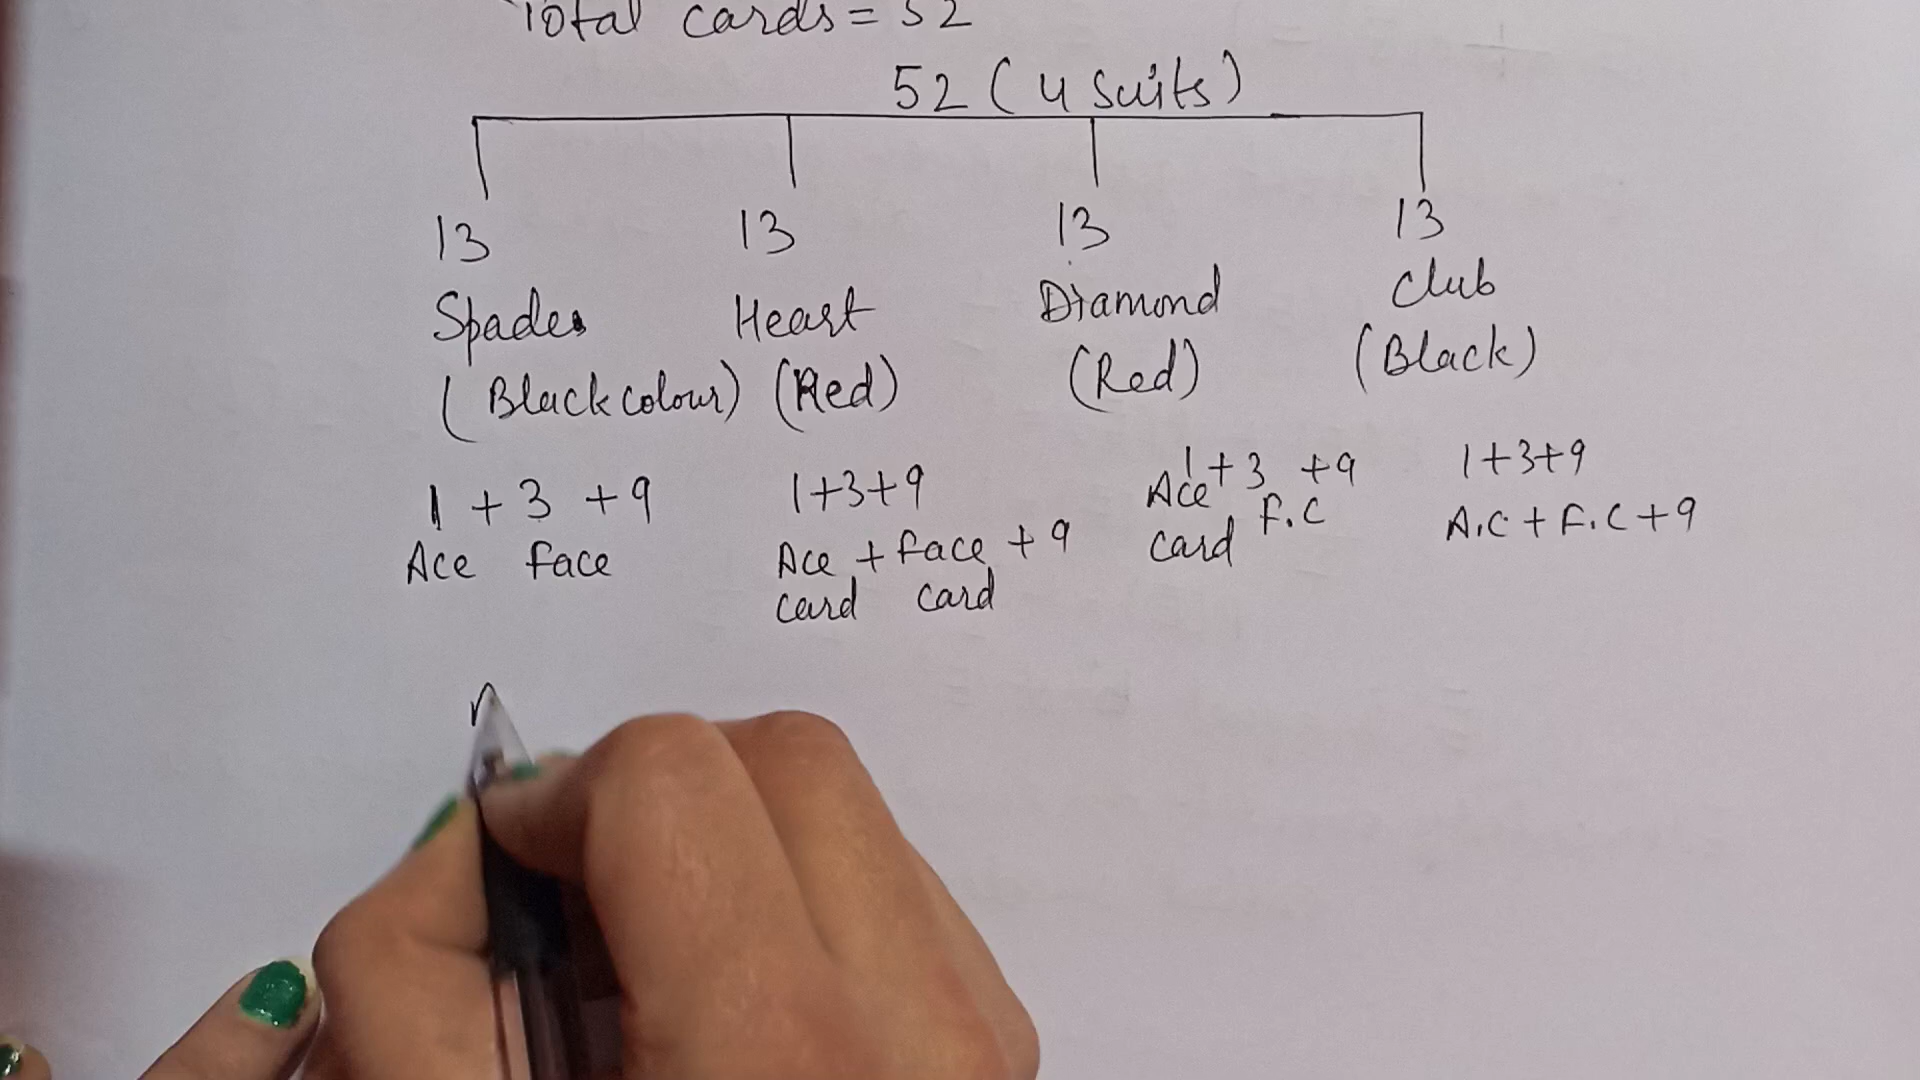 Total cards = 52
52 ( 4 Suits )
13 13 13 13
Spades Heart Diamond Club
( Black colour) (Red) (Red) (Black)
1 + 3 + 9 1+3+9 1+3 +9 1+3+9
Ace face Ace + face + 9 Ace F.C A.C + F.C + 9
card card card